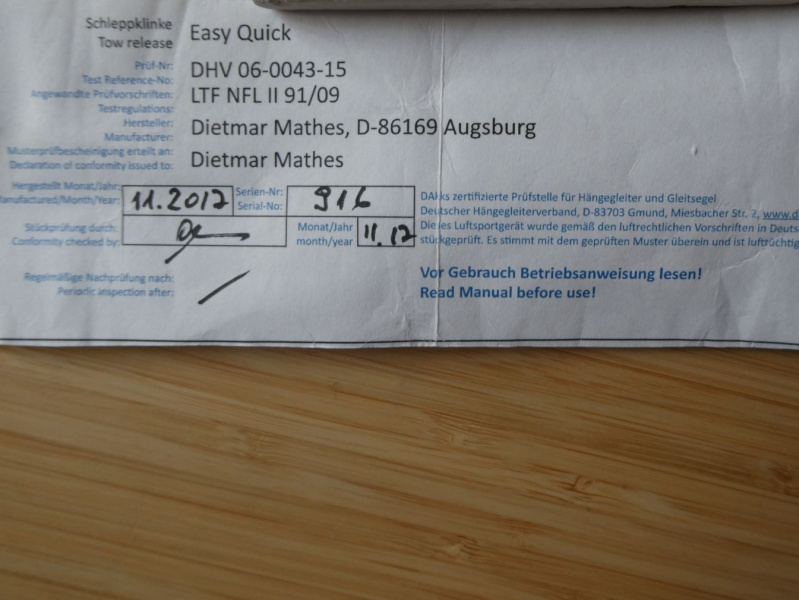 Schleppklinke
Tow release
Easy Quick
Prüf-Nr:
Test Reference-No:
DHV 06-0043-15
Angewandte Prüfvorschriften:
Testregulations:
LTF NFL II 91/09
Hersteller:
Manufacturer:
Dietmar Mathes, D-86169 Augsburg
Musterprüfbescheinigung erteilt an:
Declaration of conformity issued to:
Dietmar Mathes
Hergestellt Monat/Jahr:
Manufactured/Month/Year:
11.2017
Serien-Nr:
Serial-No:
916
Stückprüfung durch:
Conformity checked by:
Monat/Jahr
month/year
11.17
DAkks zertifizierte Prüfstelle für Hängegleiter und Gleitsegel
Deutscher Hängegleiterverband, D-83703 Gmund, Miesbacher Str. 2, www.d
Dieses Luftsportgerät wurde gemäß den luftrechtlichen Vorschriften in Deuts
stückgeprüft. Es stimmt mit dem geprüften Muster überein und ist luftrüchtig
Regelmäßige Nachprüfung nach:
Periodic inspection after:
Vor Gebrauch Betriebsanweisung lesen!
Read Manual before use!